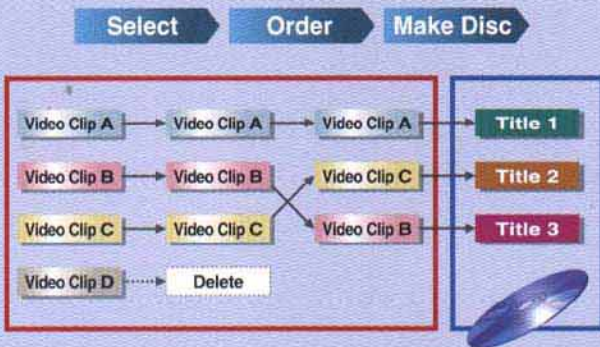 Select Order Make Disc
Video Clip A Video Clip A Video Clip A Title 1
Video Clip B Video Clip B Video Clip C Title 2
Video Clip C Video Clip C Video Clip B Title 3
Video Clip D Delete